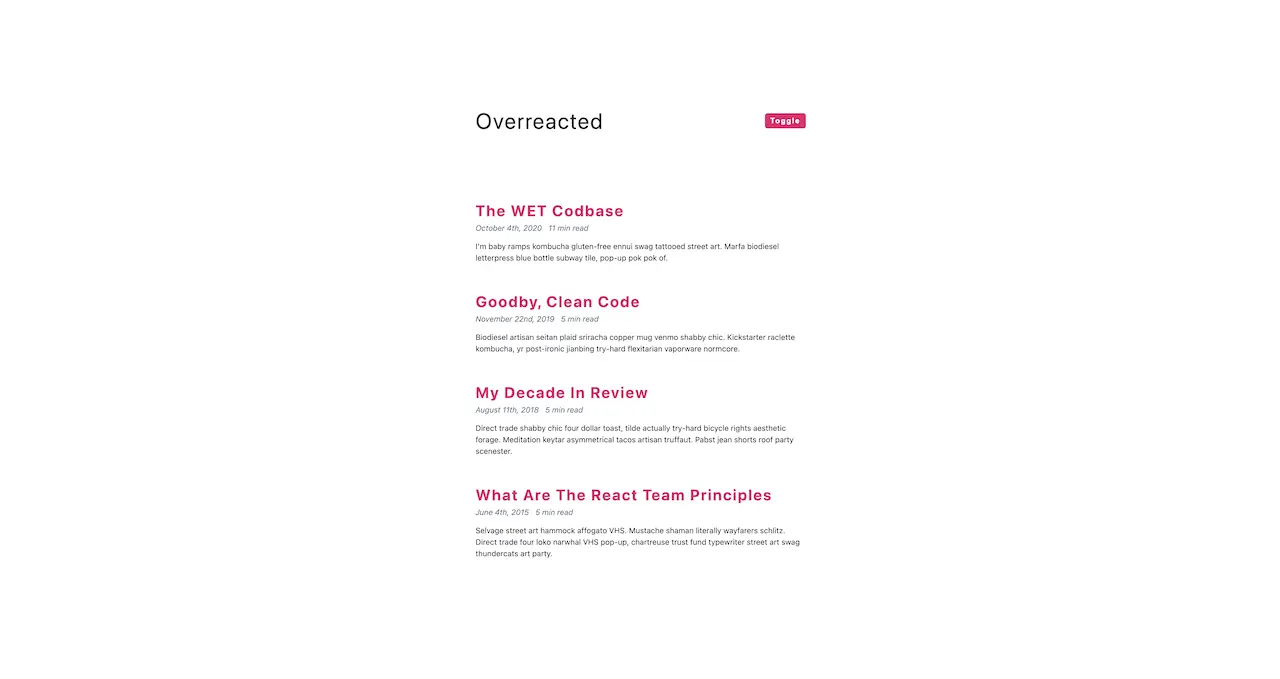 Overreacted
Toggle
The WET Codbase
October 4th, 2020 11 min read
I'm baby ramps kombucha gluten-free ennui swag tattooed street art. Marfa biodiesel
letterpress blue bottle subway tile, pop-up pok pok of.
Goodby, Clean Code
November 22nd, 2019 5 min read
Biodiesel artisan seitan plaid sriracha copper mug venmo shabby chic. Kickstarter raclette
kombucha, yr post-ironic jianbing try-hard flexitarian vaporware normcore.
My Decade In Review
August 11th, 2018 5 min read
Direct trade shabby chic four dollar toast, tilde actually try-hard bicycle rights aesthetic
forage. Meditation keytar asymmetrical tacos artisan truffaut. Pabst jean shorts roof party
scenester.
What Are The React Team Principles
June 4th, 2015 5 min read
Selvage street art hammock affogato VHS. Mustache shaman literally wayfarers schlitz.
Direct trade four loko narwhal VHS pop-up, chartreuse trust fund typewriter street art swag
thundercats art party.